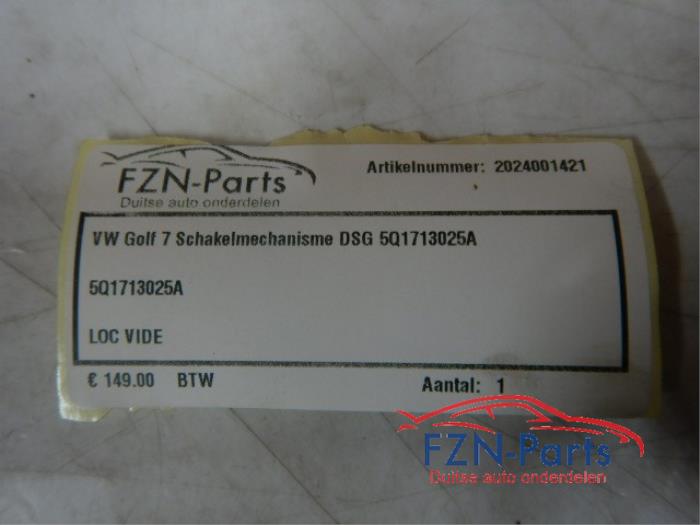 FZN-Parts
Duitse auto onderdelen
Artikelnummer: 2024001421
VW Golf 7 Schakelmechanisme DSG 5Q1713025A
5Q1713025A
LOC VIDE
€ 149.00 BTW
Aantal: 1
FZN-Parts
Duitse auto onderdelen